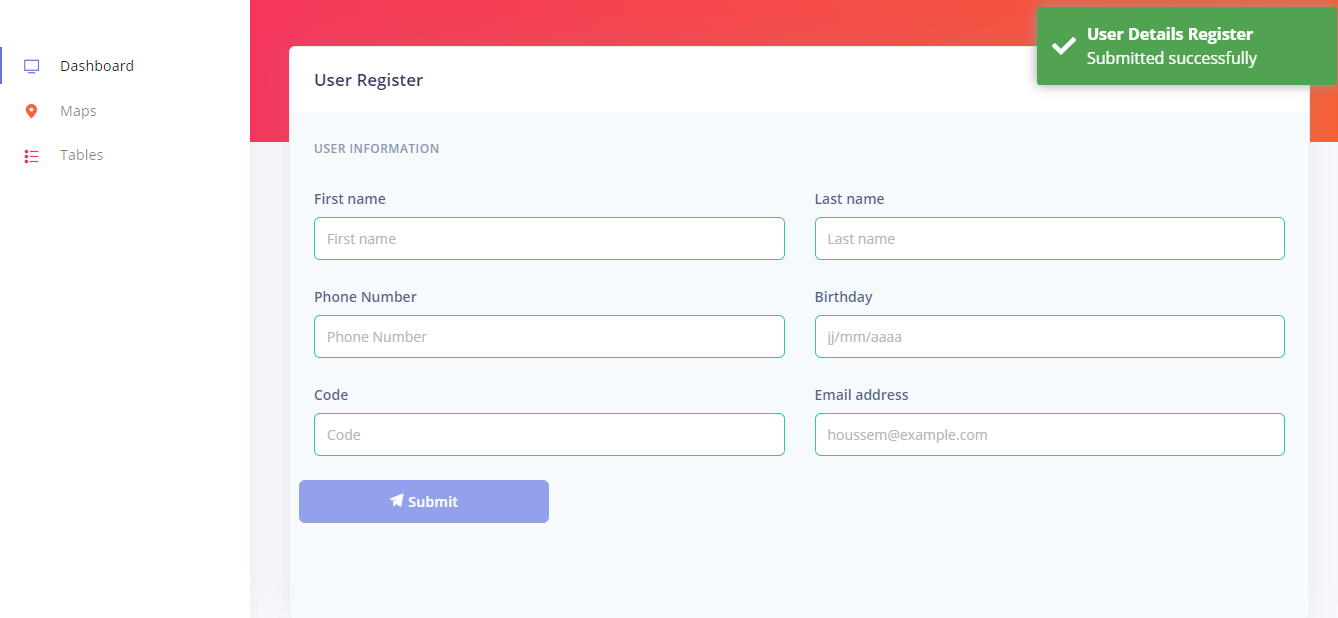 Dashboard
Maps
Tables
User Details Register
Submitted successfully
User Register
USER INFORMATION
First name
Last name
First name
Last name
Phone Number
Birthday
Phone Number
jj/mm/aaaa
Code
Email address
Code
houssem@example.com
Submit